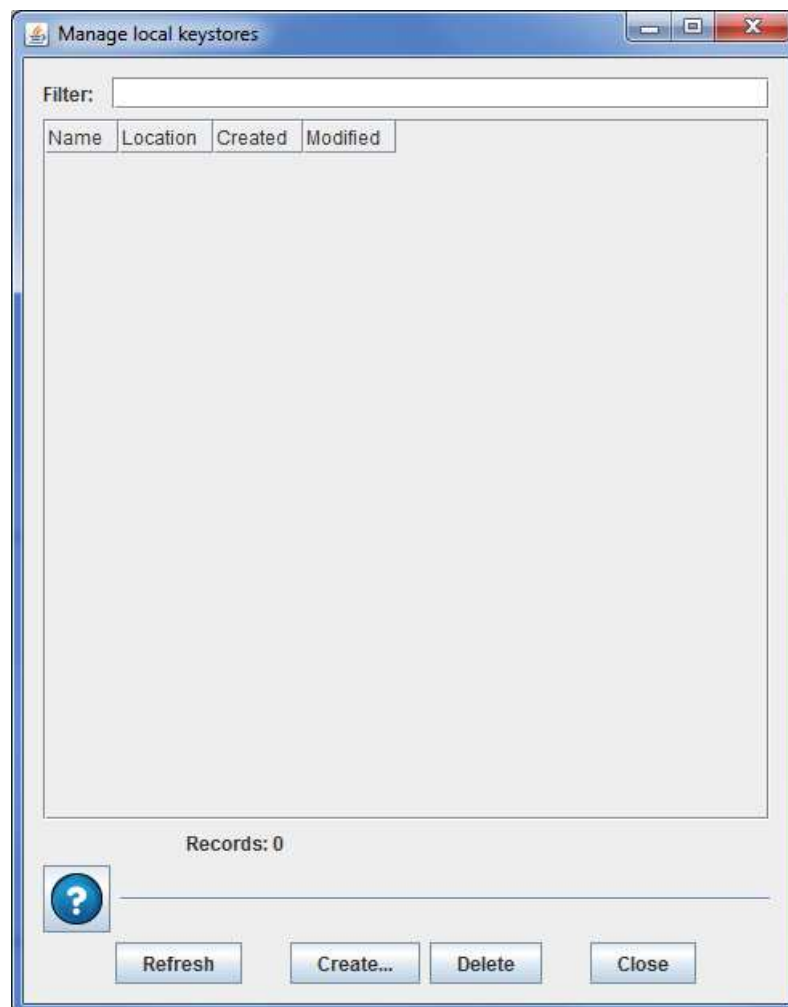 Manage local keystores
Filter:
Name Location Created Modified
Records: 0
?
Refresh Create... Delete Close